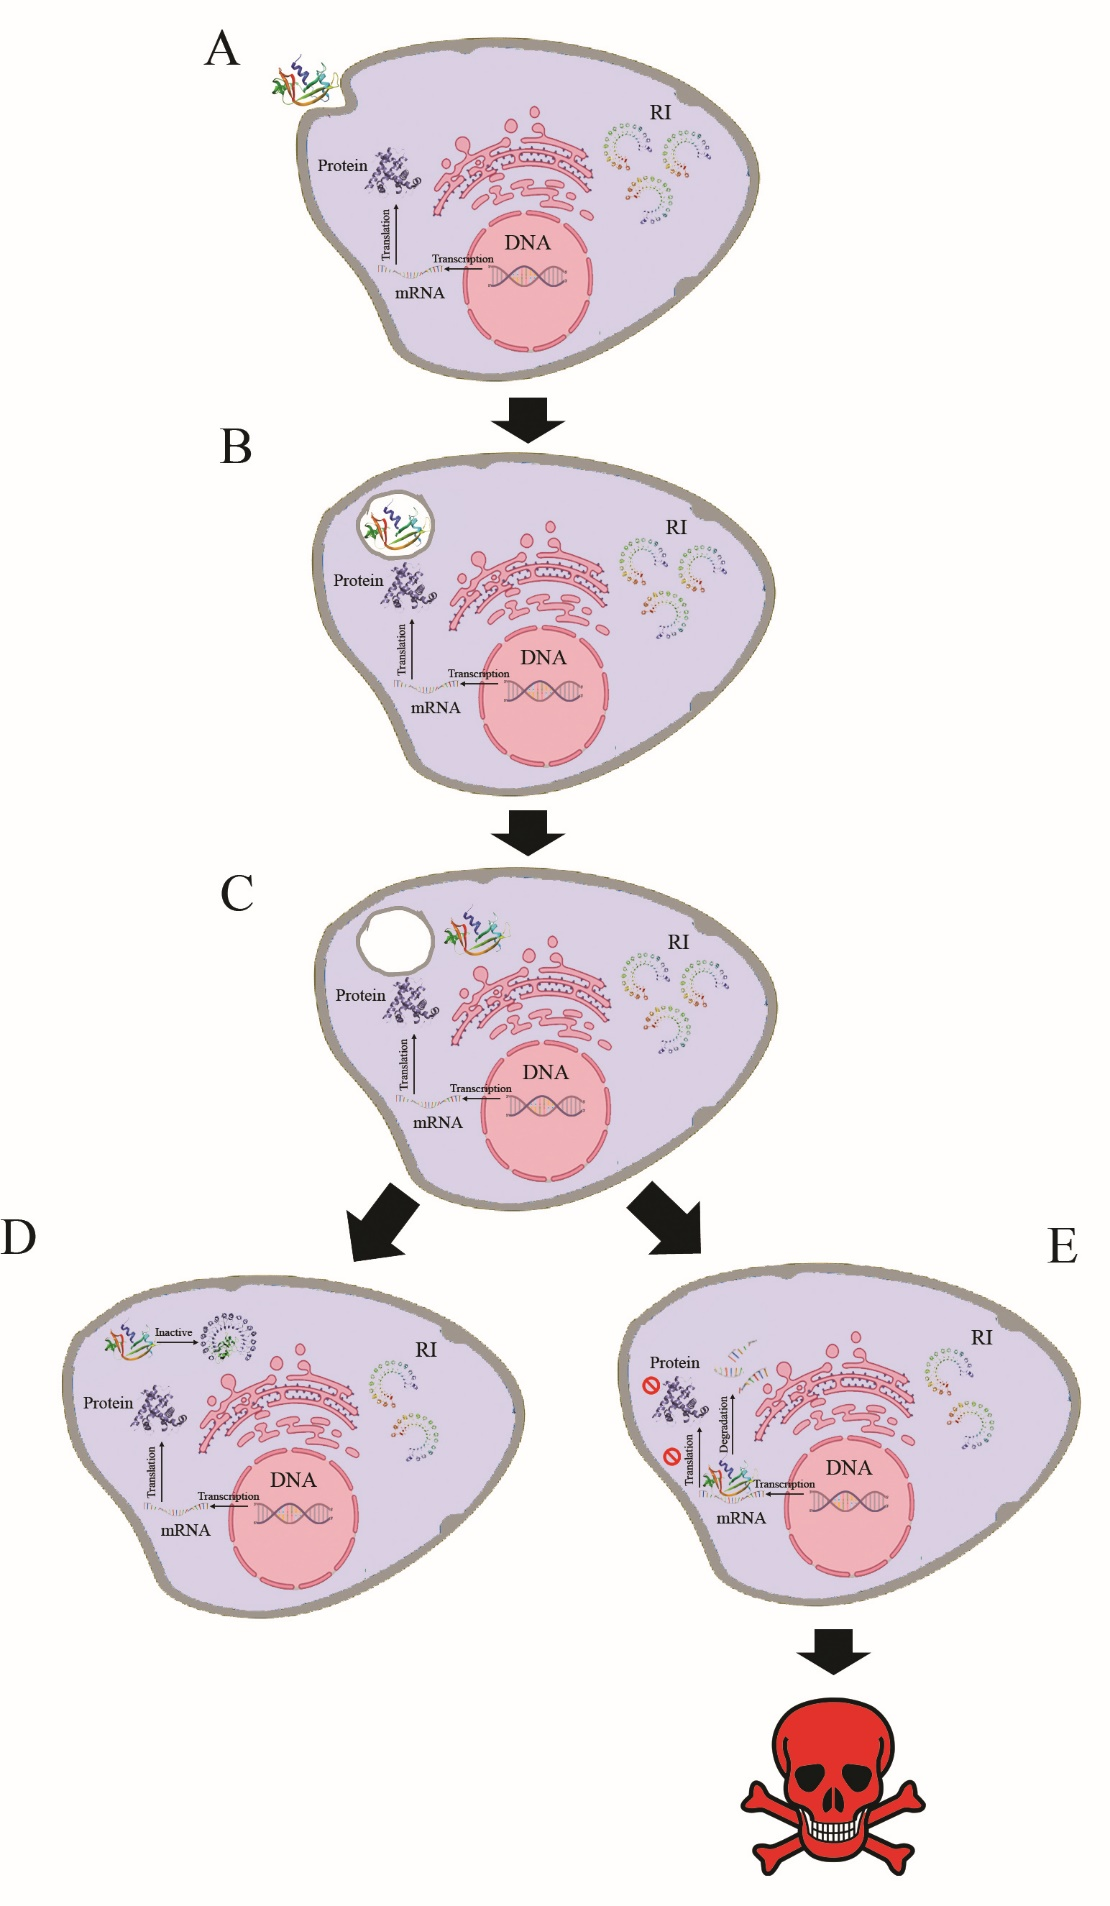 A
RI
Protein
Translation
DNA
Transcription
mRNA
B
RI
Protein
Translation
DNA
Transcription
mRNA
C
RI
Protein
Translation
DNA
Transcription
mRNA
D
Inactive
RI
Protein
Translation
DNA
Transcription
mRNA
E
RI
Protein
Degradation
Translation
DNA
Transcription
mRNA